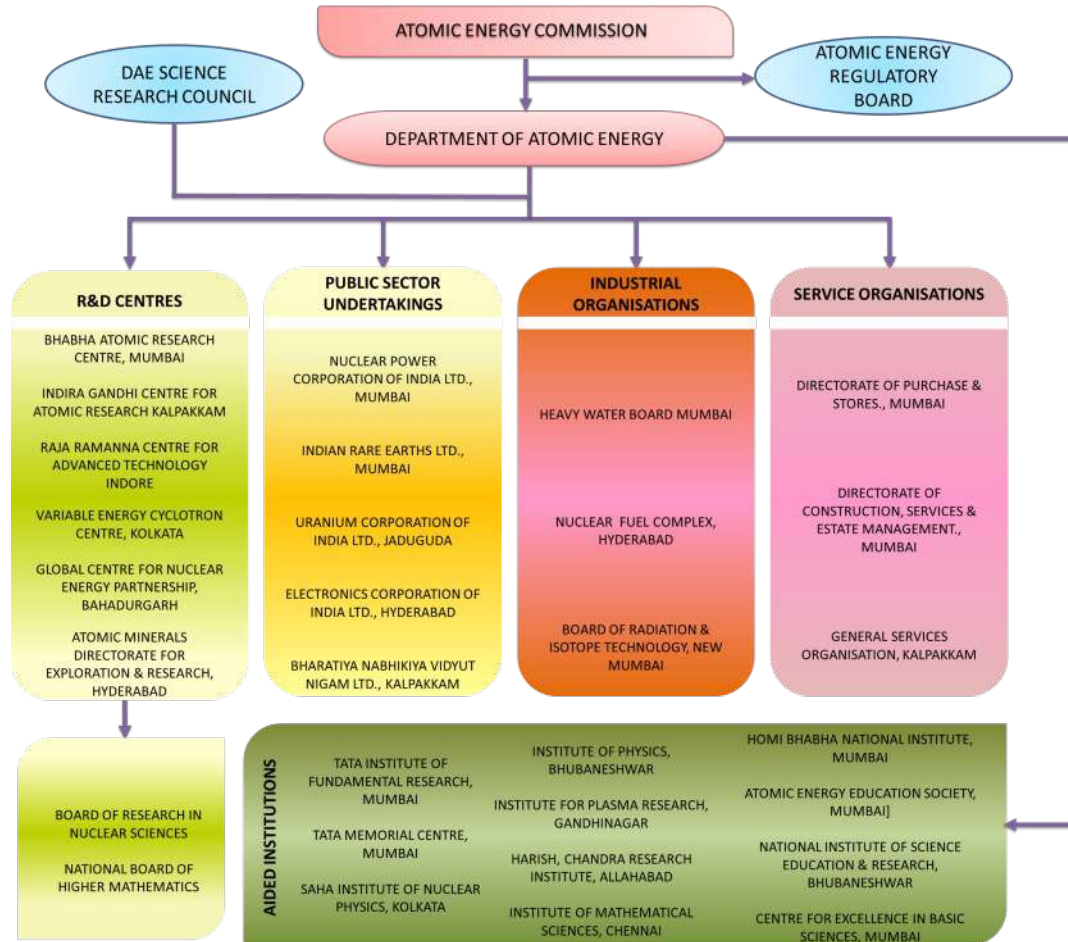 ATOMIC ENERGY COMMISSION
DAE SCIENCE
RESEARCH COUNCIL
ATOMIC ENERGY
REGULATORY
BOARD
DEPARTMENT OF ATOMIC ENERGY
R&D CENTRES
BHABHA ATOMIC RESEARCH
CENTRE, MUMBAI
INDIRA GANDHI CENTRE FOR
ATOMIC RESEARCH KALPAKKAM
RAJA RAMANNA CENTRE FOR
ADVANCED TECHNOLOGY
INDORE
VARIABLE ENERGY CYCLOTRON
CENTRE, KOLKATA
GLOBAL CENTRE FOR NUCLEAR
ENERGY PARTNERSHIP,
BAHADURGARH
ATOMIC MINERALS
DIRECTORATE FOR
EXPLORATION & RESEARCH,
HYDERABAD
PUBLIC SECTOR
UNDERTAKINGS
NUCLEAR POWER
CORPORATION OF INDIA LTD.,
MUMBAI
INDIAN RARE EARTHS LTD.,
MUMBAI
URANIUM CORPORATION OF
INDIA LTD., JADUGUDA
ELECTRONICS CORPORATION OF
INDIA LTD., HYDERABAD
BHARATIYA NABHIKIYA VIDYUT
NIGAM LTD., KALPAKKAM
INDUSTRIAL
ORGANISATIONS
HEAVY WATER BOARD MUMBAI
NUCLEAR FUEL COMPLEX,
HYDERABAD
BOARD OF RADIATION &
ISOTOPE TECHNOLOGY, NEW
MUMBAI
SERVICE ORGANISATIONS
DIRECTORATE OF PURCHASE &
STORES., MUMBAI
DIRECTORATE OF
CONSTRUCTION, SERVICES &
ESTATE MANAGEMENT.,
MUMBAI
GENERAL SERVICES
ORGANISATION, KALPAKKAM
BOARD OF RESEARCH IN
NUCLEAR SCIENCES
NATIONAL BOARD OF
HIGHER MATHEMATICS
AIDED INSTITUTIONS
TATA INSTITUTE OF
FUNDAMENTAL RESEARCH,
MUMBAI
TATA MEMORIAL CENTRE,
MUMBAI
SAHA INSTITUTE OF NUCLEAR
PHYSICS, KOLKATA
INSTITUTE OF PHYSICS,
BHUBANESHWAR
INSTITUTE FOR PLASMA RESEARCH,
GANDHINAGAR
HARISH, CHANDRA RESEARCH
INSTITUTE, ALLAHABAD
INSTITUTE OF MATHEMATICAL
SCIENCES, CHENNAI
HOMI BHABHA NATIONAL INSTITUTE,
MUMBAI
ATOMIC ENERGY EDUCATION SOCIETY,
MUMBAI]
NATIONAL INSTITUTE OF SCIENCE
EDUCATION & RESEARCH,
BHUBANESHWAR
CENTRE FOR EXCELLENCE IN BASIC
SCIENCES, MUMBAI